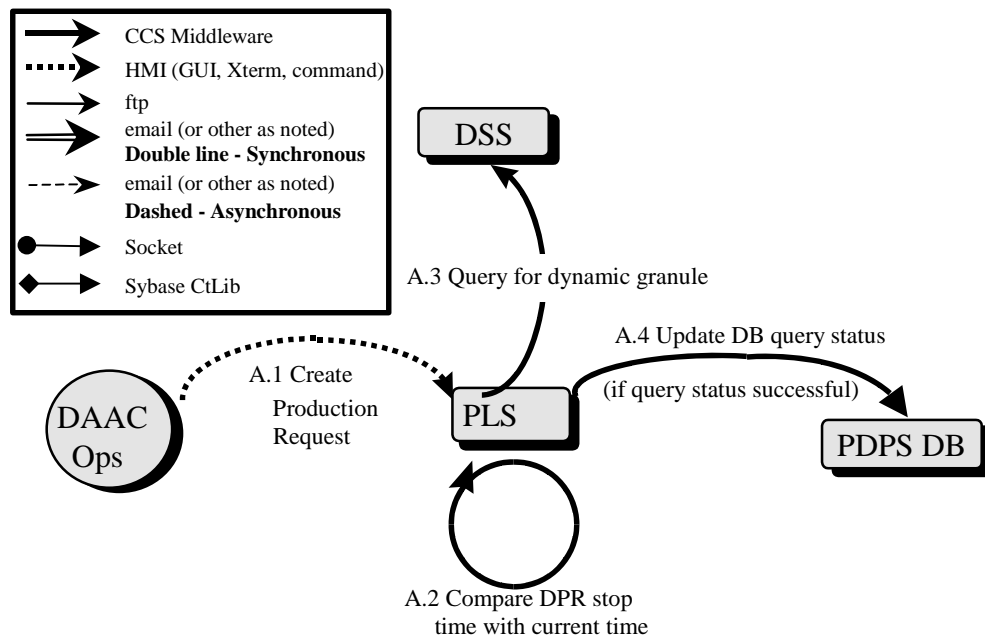 CCS Middleware
HMI (GUI, Xterm, command)
ftp
email (or other as noted)
Double line - Synchronous
email (or other as noted)
Dashed - Asynchronous
Socket
Sybase CtLib
DSS
A.3 Query for dynamic granule
A.4 Update DB query status
(if query status successful)
A.1 Create
Production
Request
DAAC
Ops
PLS
PDPS DB
A.2 Compare DPR stop
time with current time